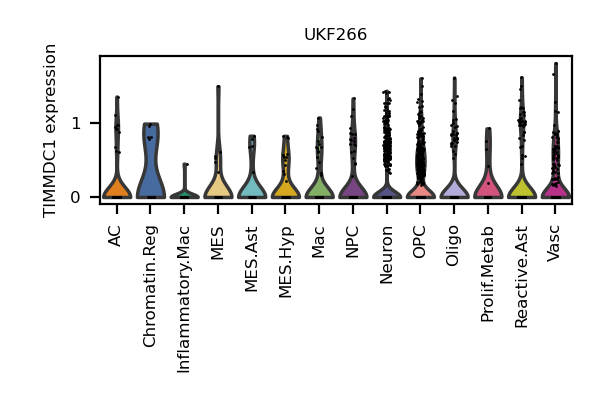 UKF266
TIMMDC1 expression
1
0
AC
Chromatin.Reg
Inflammatory.Mac
MES
MES.Ast
MES.Hyp
Mac
NPC
Neuron
OPC
Oligo
Prolif.Metab
Reactive.Ast
Vasc